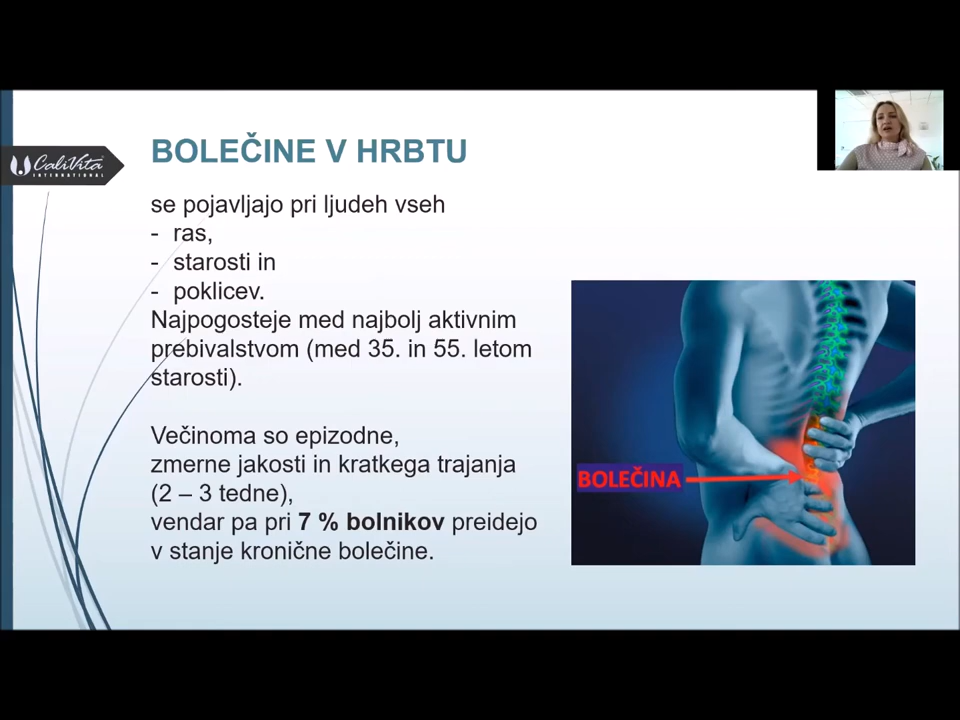 BOLEČINE V HRBTU
CaliVita
INTERNATIONAL
se pojavljajo pri ljudeh vseh
- ras,
- starosti in
- poklicev.
Najpogosteje med najbolj aktivnim
prebivalstvom (med 35. in 55. letom
starosti).
Večinoma so epizodne,
zmerne jakosti in kratkega trajanja
(2 – 3 tedne),
vendar pa pri 7 % bolnikov preidejo
v stanje kronične bolečine.
BOLEČINA